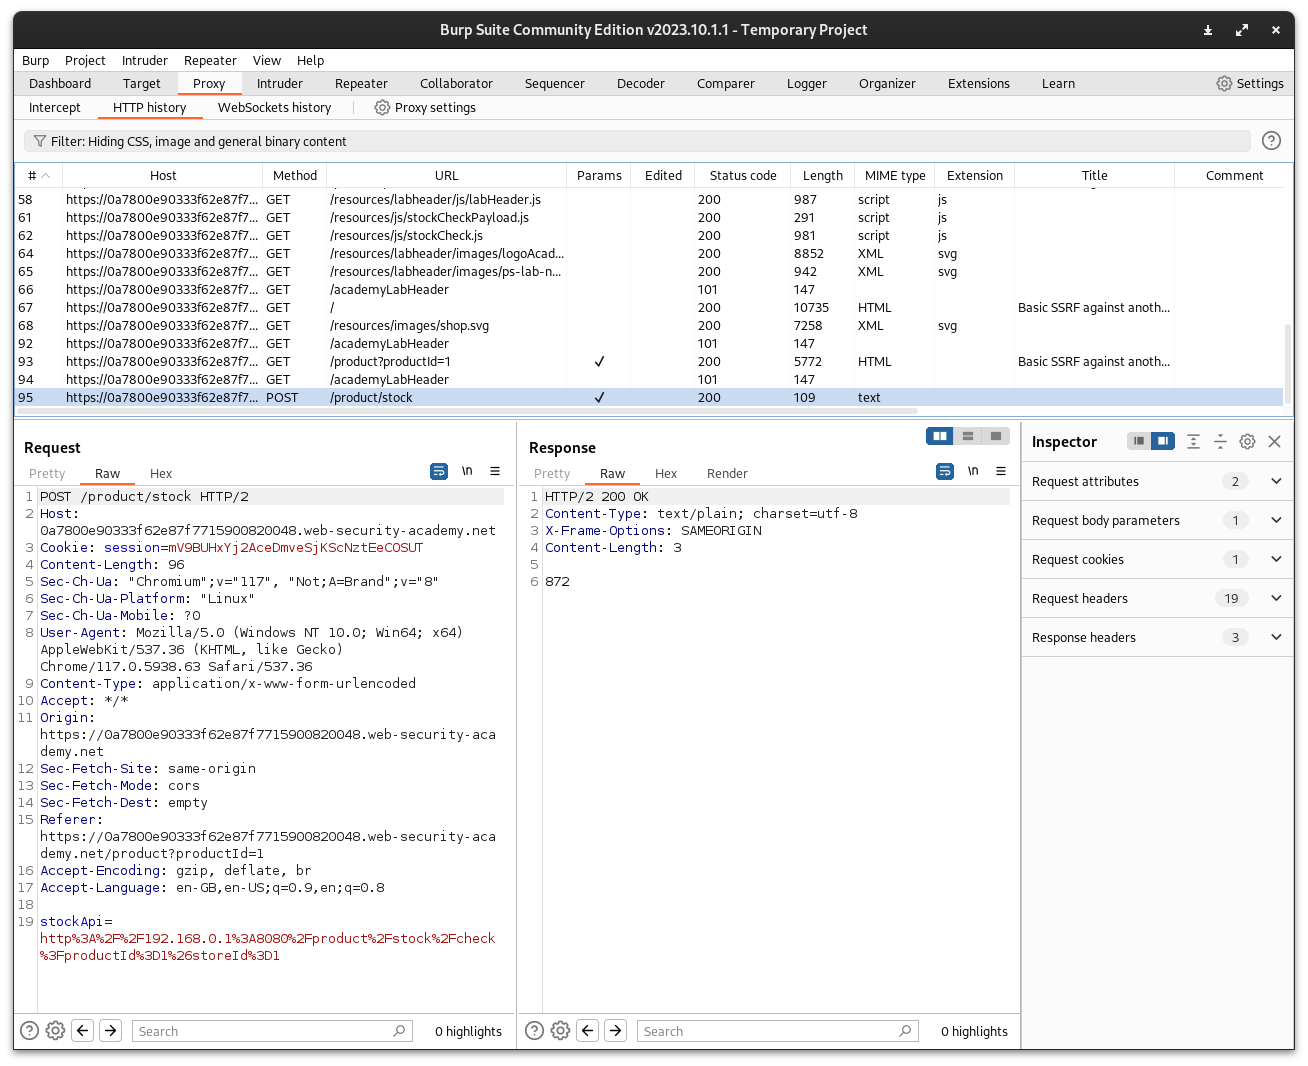 Burp Suite Community Edition v2023.10.1.1 - Temporary Project
Burp Project Intruder Repeater View Help
Dashboard Target Proxy Intruder Repeater Collaborator Sequencer Decoder Comparer Logger Organizer Extensions Learn Settings
Intercept HTTP history WebSockets history Proxy settings
Filter: Hiding CSS, image and general binary content
# Host Method URL Params Edited Status code Length MIME type Extension Title Comment
58 https://0a7800e90333f62e87f7... GET /resources/labheader/js/labHeader.js 200 987 script js
61 https://0a7800e90333f62e87f7... GET /resources/js/stockCheckPayload.js 200 291 script js
62 https://0a7800e90333f62e87f7... GET /resources/js/stockCheck.js 200 981 script js
64 https://0a7800e90333f62e87f7... GET /resources/labheader/images/logoAcad... 200 8852 XML svg
65 https://0a7800e90333f62e87f7... GET /resources/labheader/images/ps-lab-n... 200 942 XML svg
66 https://0a7800e90333f62e87f7... GET /academyLabHeader 101 147
67 https://0a7800e90333f62e87f7... GET / 200 10735 HTML Basic SSRF against anoth...
68 https://0a7800e90333f62e87f7... GET /resources/images/shop.svg 200 7258 XML svg
92 https://0a7800e90333f62e87f7... GET /academyLabHeader 101 147
93 https://0a7800e90333f62e87f7... GET /product?productId=1 ✓ 200 5772 HTML Basic SSRF against anoth...
94 https://0a7800e90333f62e87f7... GET /academyLabHeader 101 147
95 https://0a7800e90333f62e87f7... POST /product/stock ✓ 200 109 text
Request
Pretty Raw Hex \n
1 POST /product/stock HTTP/2
2 Host:
0a7800e90333f62e87f7715900820048.web-security-academy.net
3 Cookie: session=mV9BUHxYj2AceDmveSjKScNztEeCOSUT
4 Content-Length: 96
5 Sec-Ch-Ua: "Chromium";v="117", "Not;A=Brand";v="8"
6 Sec-Ch-Ua-Platform: "Linux"
7 Sec-Ch-Ua-Mobile: ?0
8 User-Agent: Mozilla/5.0 (Windows NT 10.0; Win64; x64)
AppleWebKit/537.36 (KHTML, like Gecko)
Chrome/117.0.5938.63 Safari/537.36
9 Content-Type: application/x-www-form-urlencoded
10 Accept: */*
11 Origin:
https://0a7800e90333f62e87f7715900820048.web-security-aca
demy.net
12 Sec-Fetch-Site: same-origin
13 Sec-Fetch-Mode: cors
14 Sec-Fetch-Dest: empty
15 Referer:
https://0a7800e90333f62e87f7715900820048.web-security-aca
demy.net/product?productId=1
16 Accept-Encoding: gzip, deflate, br
17 Accept-Language: en-GB,en-US;q=0.9,en;q=0.8
18
19 stockApi=
http%3A%2F%2F192.168.0.1%3A8080%2Fproduct%2Fstock%2Fcheck
%3FproductId%3D1%26storeId%3D1
Search 0 highlights
Response
Pretty Raw Hex Render \n
1 HTTP/2 200 OK
2 Content-Type: text/plain; charset=utf-8
3 X-Frame-Options: SAMEORIGIN
4 Content-Length: 3
5
6 872
Search 0 highlights
Inspector
Request attributes 2
Request body parameters 1
Request cookies 1
Request headers 19
Response headers 3